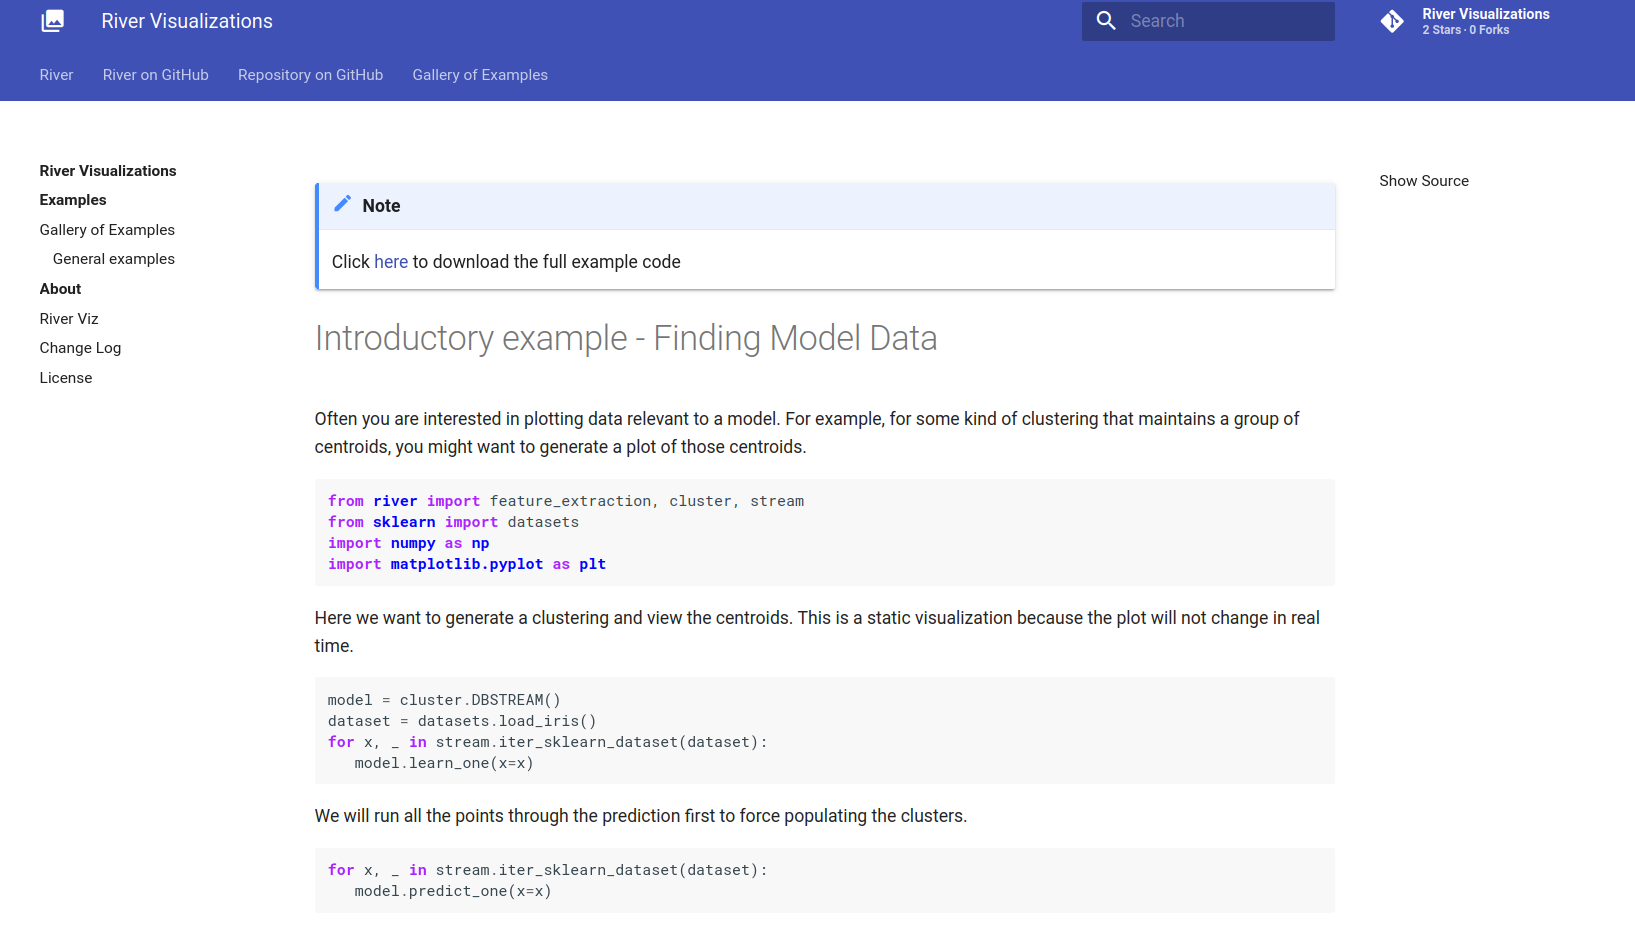 River Visualizations
Search
River Visualizations
2 Stars · 0 Forks
River
River on GitHub
Repository on GitHub
Gallery of Examples
River Visualizations
Examples
Gallery of Examples
General examples
About
River Viz
Change Log
License
Note
Click here to download the full example code
Introductory example - Finding Model Data
Often you are interested in plotting data relevant to a model. For example, for some kind of clustering that maintains a group of
centroids, you might want to generate a plot of those centroids.
from river import feature_extraction, cluster, stream
from sklearn import datasets
import numpy as np
import matplotlib.pyplot as plt
Here we want to generate a clustering and view the centroids. This is a static visualization because the plot will not change in real
time.
model = cluster.DBSTREAM()
dataset = datasets.load_iris()
for x, _ in stream.iter_sklearn_dataset(dataset):
   model.learn_one(x=x)
We will run all the points through the prediction first to force populating the clusters.
for x, _ in stream.iter_sklearn_dataset(dataset):
   model.predict_one(x=x)
Show Source